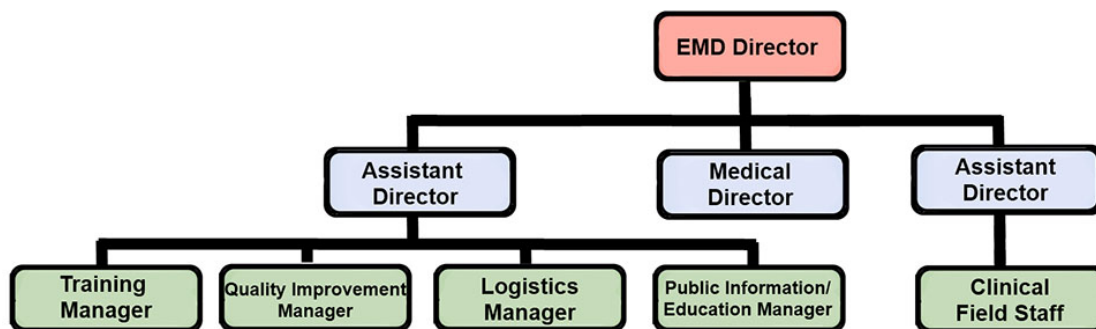 EMD Director
Assistant
Director
Medical
Director
Assistant
Director
Training
Manager
Quality Improvement
Manager
Logistics
Manager
Public Information/
Education Manager
Clinical
Field Staff